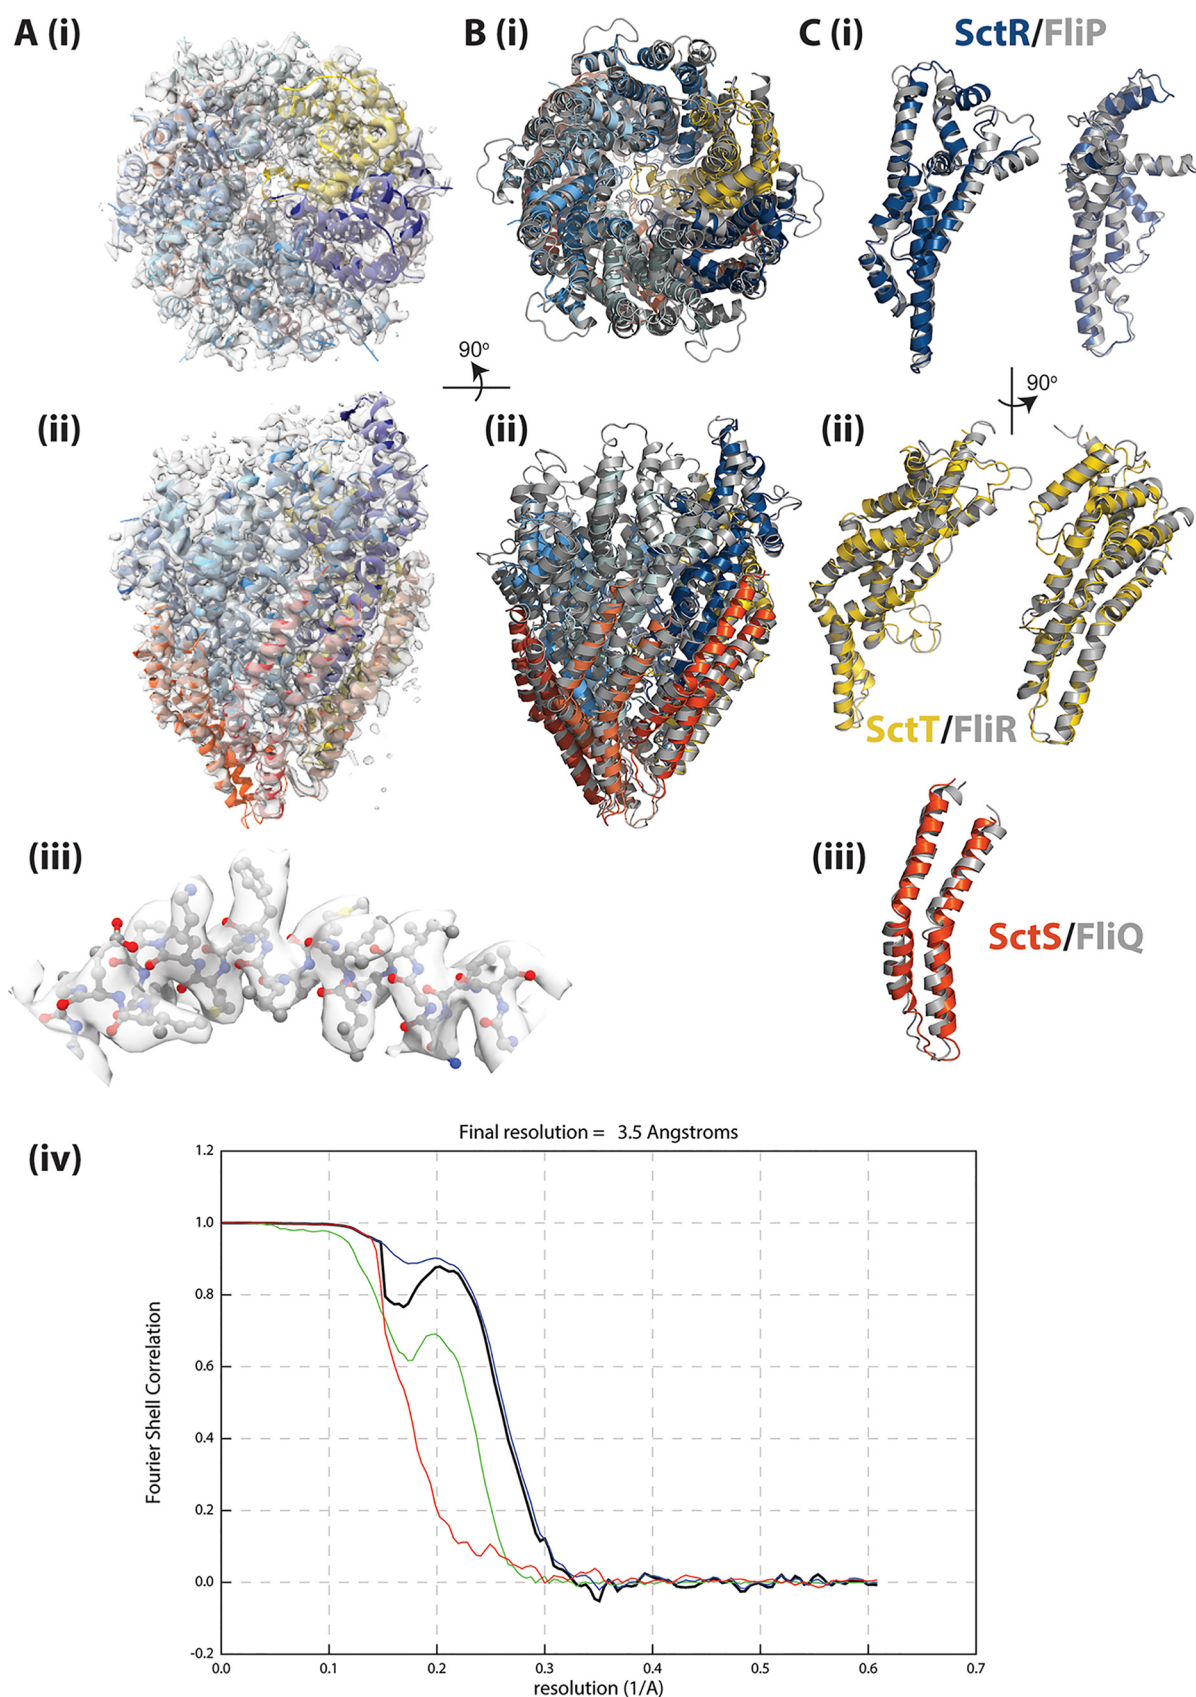 A (i)
B (i)
C (i)
SctR/FliP
90º
90º
(ii)
(ii)
(ii)
SctT/FliR
(iii)
(iii)
SctS/FliQ
(iv)
Final resolution = 3.5 Angstroms
1.2
1.0
0.8
0.6
0.4
0.2
0.0
-0.2
Fourier Shell Correlation
0.0 0.1 0.2 0.3 0.4 0.5 0.6 0.7
resolution (1/A)